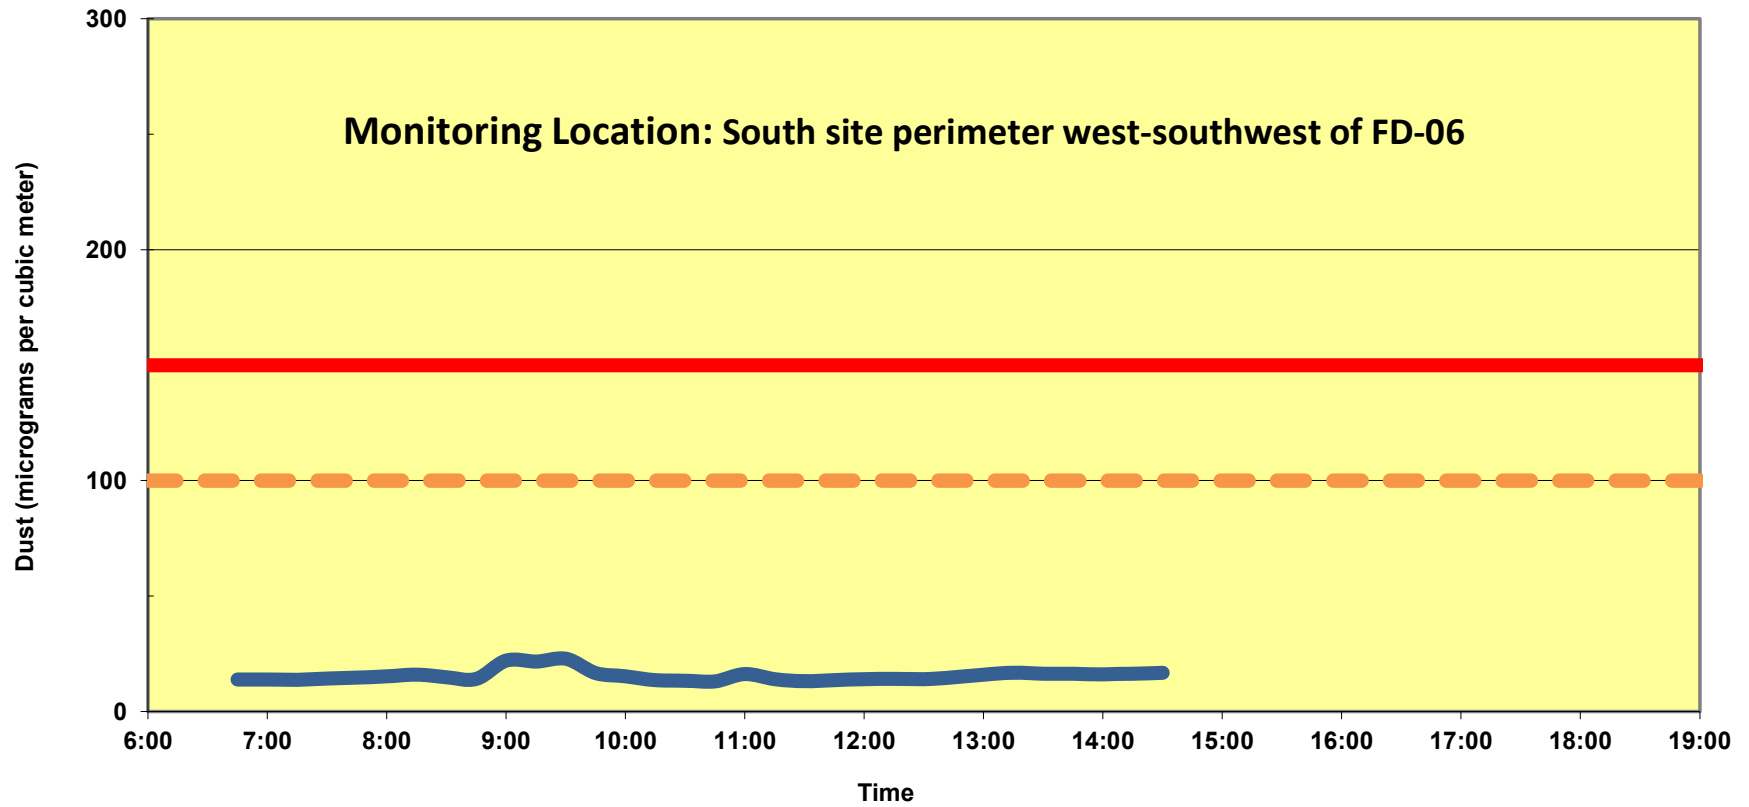 300
Monitoring Location: South site perimeter west-southwest of FD-06
200
100
0
Dust (micrograms per cubic meter)
6:00 7:00 8:00 9:00 10:00 11:00 12:00 13:00 14:00 15:00 16:00 17:00 18:00 19:00
Time